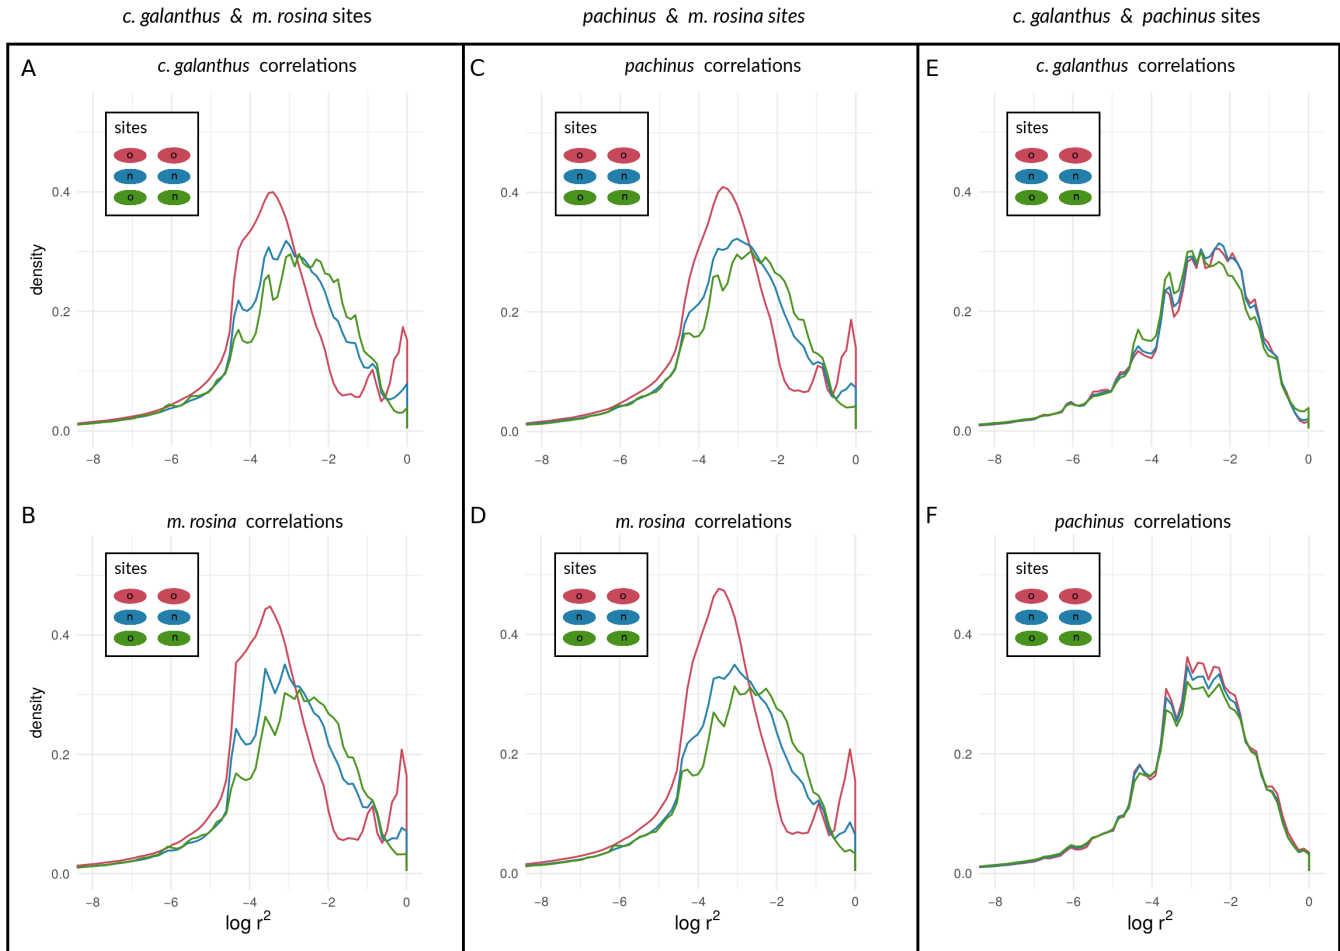 c. galanthus & m. rosina sites
pachinus & m. rosina sites
c. galanthus & pachinus sites
A
c. galanthus correlations
sites
o o
n n
o n
density
0.4
0.2
0.0
−8 −6 −4 −2 0
C
pachinus correlations
sites
o o
n n
o n
0.4
0.2
0.0
−8 −6 −4 −2 0
E
c. galanthus correlations
sites
o o
n n
o n
0.4
0.2
0.0
−8 −6 −4 −2 0
B
m. rosina correlations
sites
o o
n n
o n
density
0.4
0.2
0.0
−8 −6 −4 −2 0
log r²
D
m. rosina correlations
sites
o o
n n
o n
0.4
0.2
0.0
−8 −6 −4 −2 0
log r²
F
pachinus correlations
sites
o o
n n
o n
0.4
0.2
0.0
−8 −6 −4 −2 0
log r²